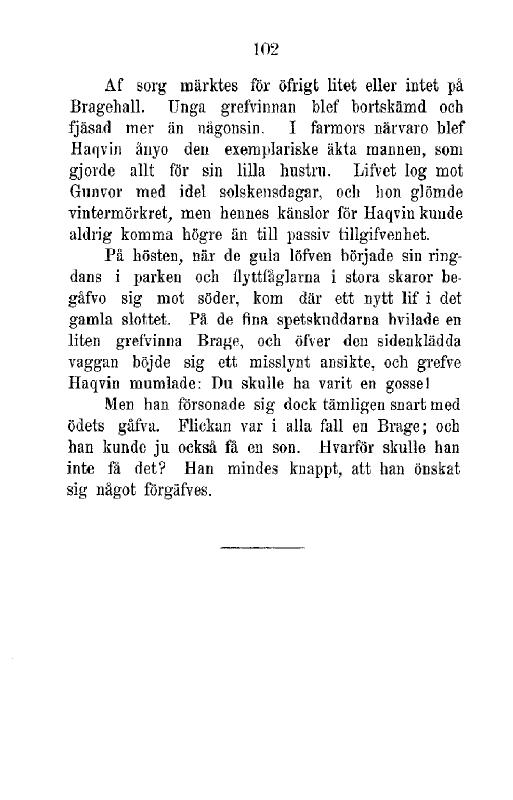 102
Af sorg märktes för öfrigt litet eller intet på
Bragehall. Unga grefvinnan blef bortskämd och
fjäsad mer än någonsin. I farmors närvaro blef
Haqvin ånyo den exemplariske äkta mannen, som
gjorde allt för sin lilla hustru. Lifvet log mot
Gunvor med idel solskensdagar, och hon glömde
vintermörkret, men hennes känslor för Haqvin kunde
aldrig komma högre än till passiv tillgifvenhet.
På hösten, när de gula löfven började sin ring-
dans i parken och flyttfåglarna i stora skaror be-
gåfvo sig mot söder, kom där ett nytt lif i det
gamla slottet. På de fina spetskuddarna hvilade en
liten grefvinna Brage, och öfver den sidenklädda
vaggan böjde sig ett misslynt ansikte, och grefve
Haqvin mumlade: Du skulle ha varit en gosse!
Men han försonade sig dock tämligen snart med
ödets gåfva. Flickan var i alla fall en Brage; och
han kunde ju också få en son. Hvarför skulle han
inte få det? Han mindes knappt, att han önskat
sig något förgäfves.